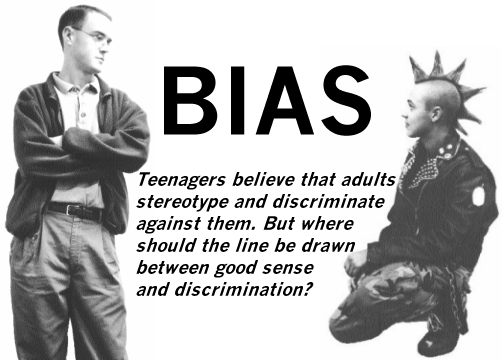 BIAS
Teenagers believe that adults
stereotype and discriminate
against them. But where
should the line be drawn
between good sense
and discrimination?